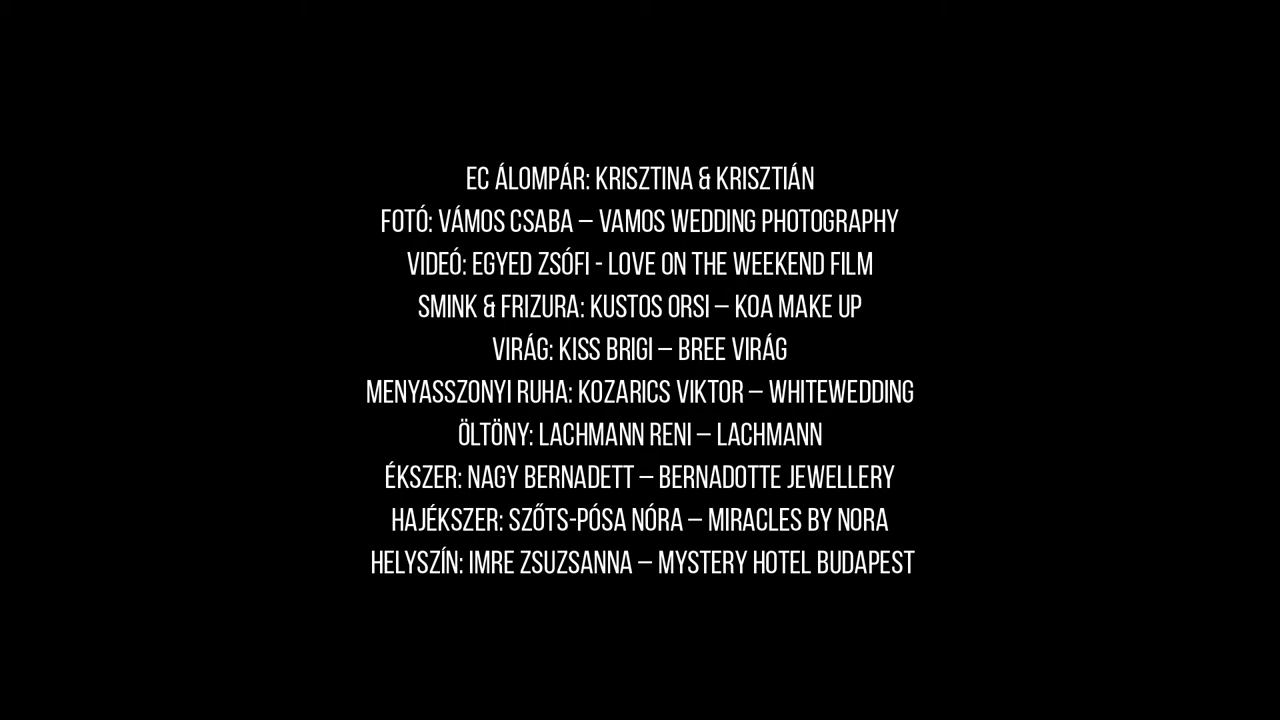 EC ÁLOMPÁR: KRISZTINA & KRISZTIÁN
FOTÓ: VÁMOS CSABA – VAMOS WEDDING PHOTOGRAPHY
VIDEÓ: EGYED ZSÓFI - LOVE ON THE WEEKEND FILM
SMINK & FRIZURA: KUSTOS ORSI – KOA MAKE UP
VIRÁG: KISS BRIGI – BREE VIRÁG
MENYASSZONYI RUHA: KOZARICS VIKTOR – WHITEWEDDING
ÖLTÖNY: LACHMANN RENI – LACHMANN
ÉKSZER: NAGY BERNADETT – BERNADOTTE JEWELLERY
HAJÉKSZER: SZŐTS-PÓSA NÓRA – MIRACLES BY NORA
HELYSZÍN: IMRE ZSUZSANNA – MYSTERY HOTEL BUDAPEST